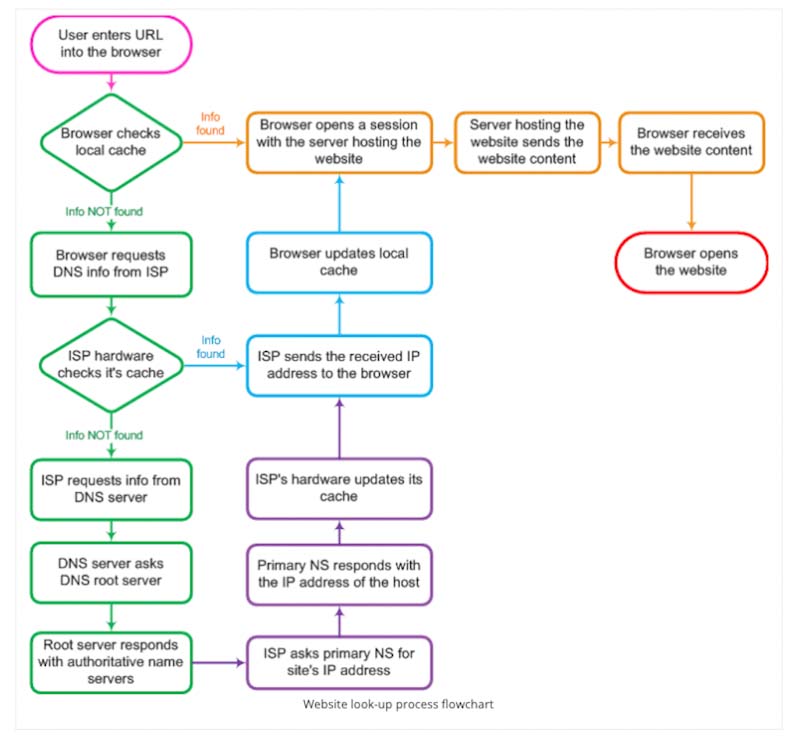 User enters URL
into the browser
Browser checks
local cache
Info
found
Browser opens a session
with the server hosting the
website
Server hosting the
website sends the
website content
Browser receives
the website content
Info NOT found
Browser requests
DNS info from ISP
Browser updates local
cache
Browser opens
the website
ISP hardware
checks it's cache
Info
found
ISP sends the received IP
address to the browser
Info NOT found
ISP requests info from
DNS server
ISP's hardware updates its
cache
DNS server asks
DNS root server
Primary NS responds with
the IP address of the host
Root server responds
with authoritative name
servers
ISP asks primary NS for
site's IP address
Website look-up process flowchart